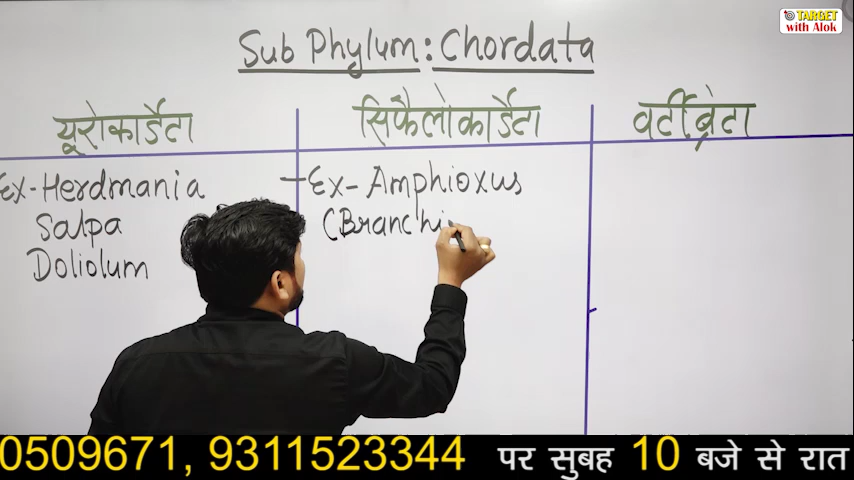 TARGET
with Alok
Sub Phylum : Chordata
यूरोकार्डेटा
सिफैलोकार्डेटा
वर्टीब्रेटा
Ex- Herdmania
Salpa
Doliolum
Ex- Amphioxus
(Branchi
0509671, 9311523344 पर सुबह 10 बजे से रात